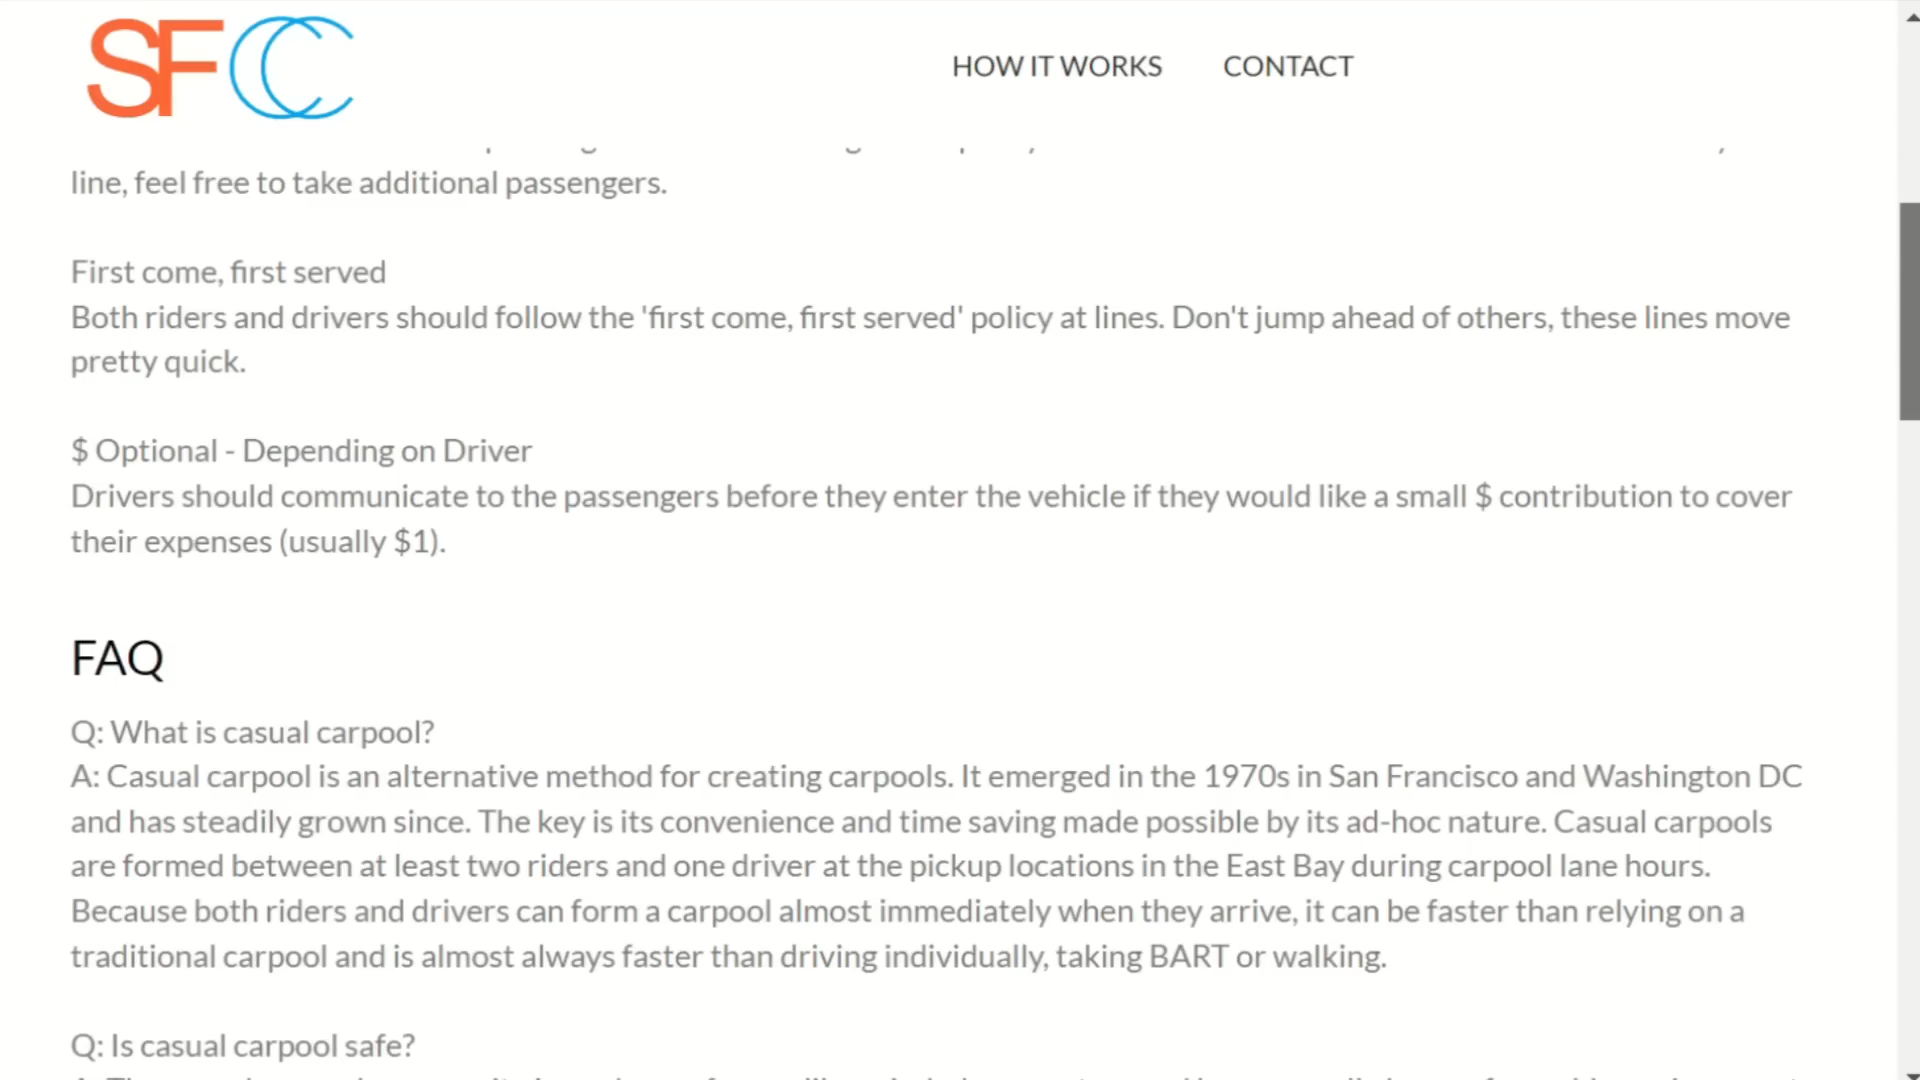 SFCC
HOW IT WORKS
CONTACT
line, feel free to take additional passengers.
First come, first served
Both riders and drivers should follow the 'first come, first served' policy at lines. Don't jump ahead of others, these lines move
pretty quick.
$ Optional - Depending on Driver
Drivers should communicate to the passengers before they enter the vehicle if they would like a small $ contribution to cover
their expenses (usually $1).
FAQ
Q: What is casual carpool?
A: Casual carpool is an alternative method for creating carpools. It emerged in the 1970s in San Francisco and Washington DC
and has steadily grown since. The key is its convenience and time saving made possible by its ad-hoc nature. Casual carpools
are formed between at least two riders and one driver at the pickup locations in the East Bay during carpool lane hours.
Because both riders and drivers can form a carpool almost immediately when they arrive, it can be faster than relying on a
traditional carpool and is almost always faster than driving individually, taking BART or walking.
Q: Is casual carpool safe?